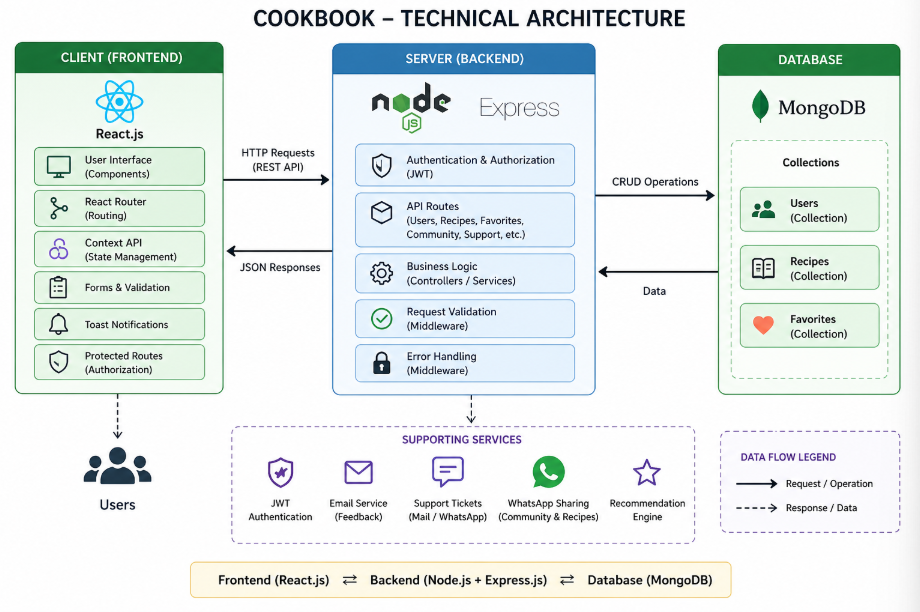 COOKBOOK – TECHNICAL ARCHITECTURE
CLIENT (FRONTEND)
React.js
User Interface
(Components)
React Router
(Routing)
Context API
(State Management)
Forms & Validation
Toast Notifications
Protected Routes
(Authorization)
Users
HTTP Requests
(REST API)
JSON Responses
SERVER (BACKEND)
node
JS
Express
Authentication & Authorization
(JWT)
API Routes
(Users, Recipes, Favorites,
Community, Support, etc.)
Business Logic
(Controllers / Services)
Request Validation
(Middleware)
Error Handling
(Middleware)
CRUD Operations
Data
DATABASE
MongoDB
Collections
Users
(Collection)
Recipes
(Collection)
Favorites
(Collection)
SUPPORTING SERVICES
JWT
Authentication
Email Service
(Feedback)
Support Tickets
(Mail / WhatsApp)
WhatsApp Sharing
(Community & Recipes)
Recommendation
Engine
DATA FLOW LEGEND
Request / Operation
Response / Data
Frontend (React.js) ⇄ Backend (Node.js + Express.js) ⇄ Database (MongoDB)